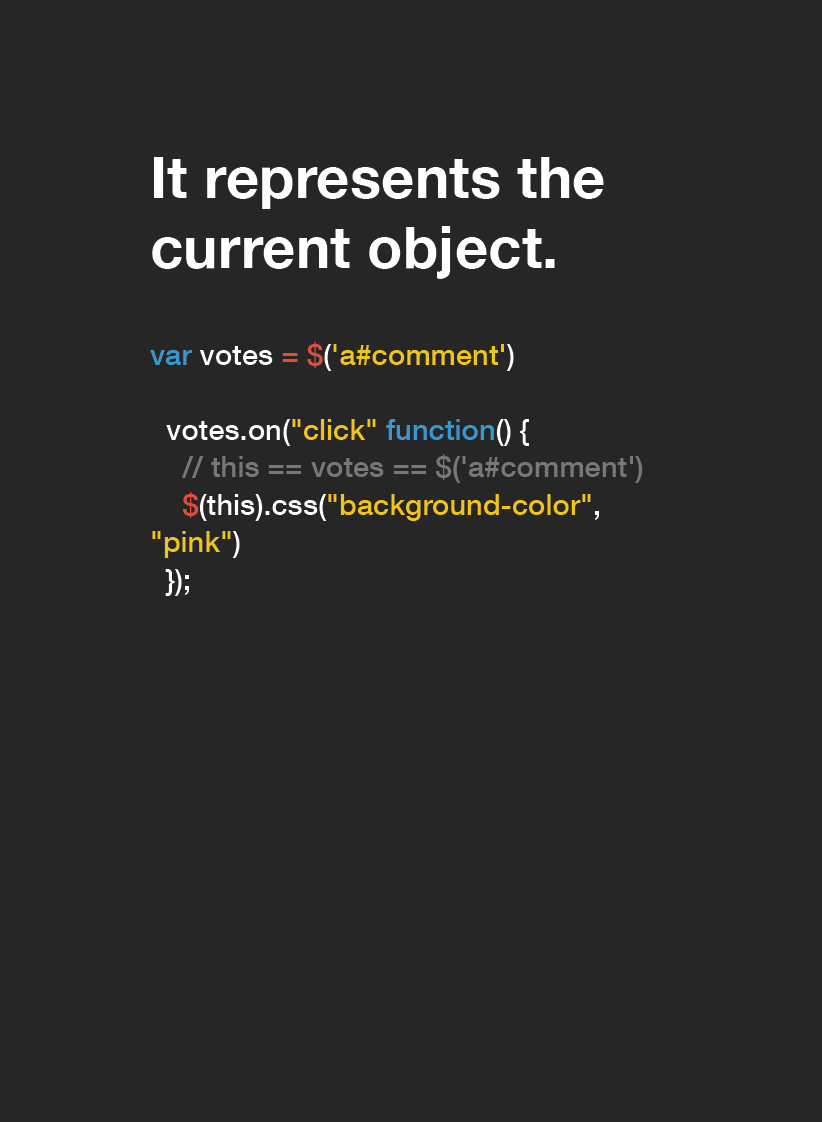 It represents the
current object.
var votes = $('a#comment')
votes.on("click" function() {
// this == votes == $('a#comment')
$(this).css("background-color",
"pink")
});